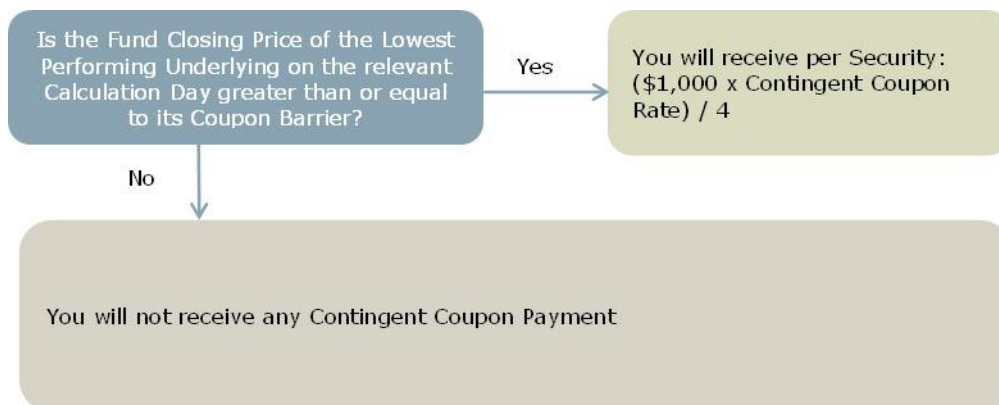 Is the Fund Closing Price of the Lowest
Performing Underlying on the relevant
Calculation Day greater than or equal
to its Coupon Barrier?
Yes
You will receive per Security:
($1,000 x Contingent Coupon
Rate) / 4
No
You will not receive any Contingent Coupon Payment